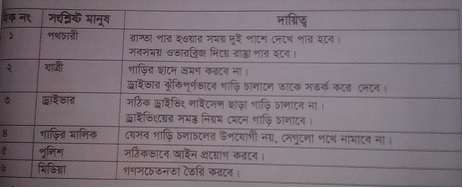 ক্রম নং সংশ্লিষ্ট মানুষ দায়িত্ব
১ পথচারী রাস্তা পার হওয়ার সময় দুই পাশে দেখে পার হবে।
সবসময় ওভারব্রিজ দিয়ে রাস্তা পার হবে।
২ যাত্রী গাড়ির ছাদে ভ্রমণ করবে না।
ড্রাইভার ঝুঁকিপূর্ণভাবে গাড়ি চালালে তাকে সতর্ক করে দেবে।
৩ ড্রাইভার সঠিক ড্রাইভিং লাইসেন্স ছাড়া গাড়ি চালাবে না।
ড্রাইভিংয়ের সমস্ত নিয়ম মেনে গাড়ি চালাবে।
৪ গাড়ির মালিক যেসব গাড়ি চলাচলের উপযোগী নয়, সেগুলো পথে নামাবে না।
৫ পুলিশ সঠিকভাবে আইন প্রয়োগ করবে।
৬ মিডিয়া গণসচেতনতা তৈরি করবে।